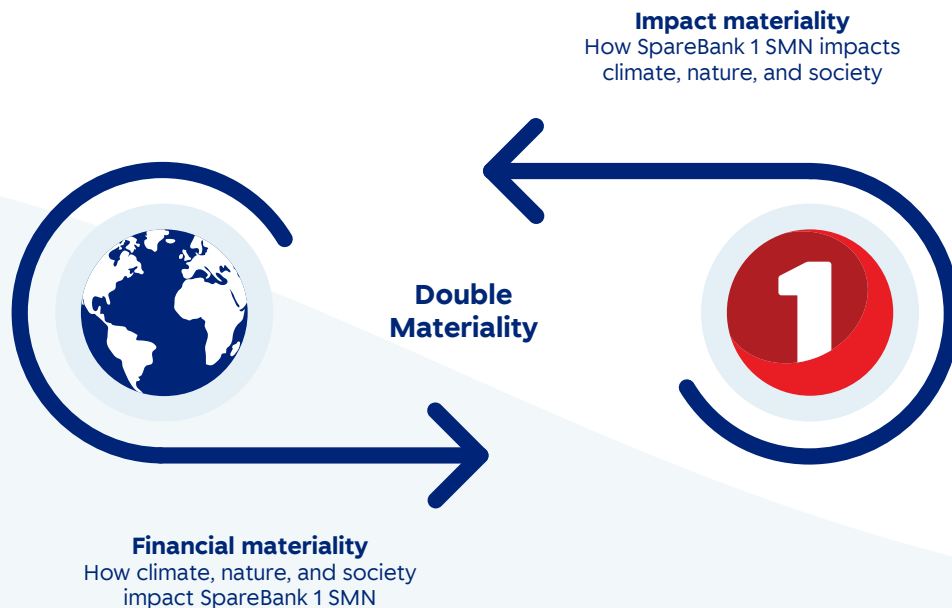 Impact materiality
How SpareBank 1 SMN impacts
climate, nature, and society
Double
Materiality
1
Financial materiality
How climate, nature, and society
impact SpareBank 1 SMN